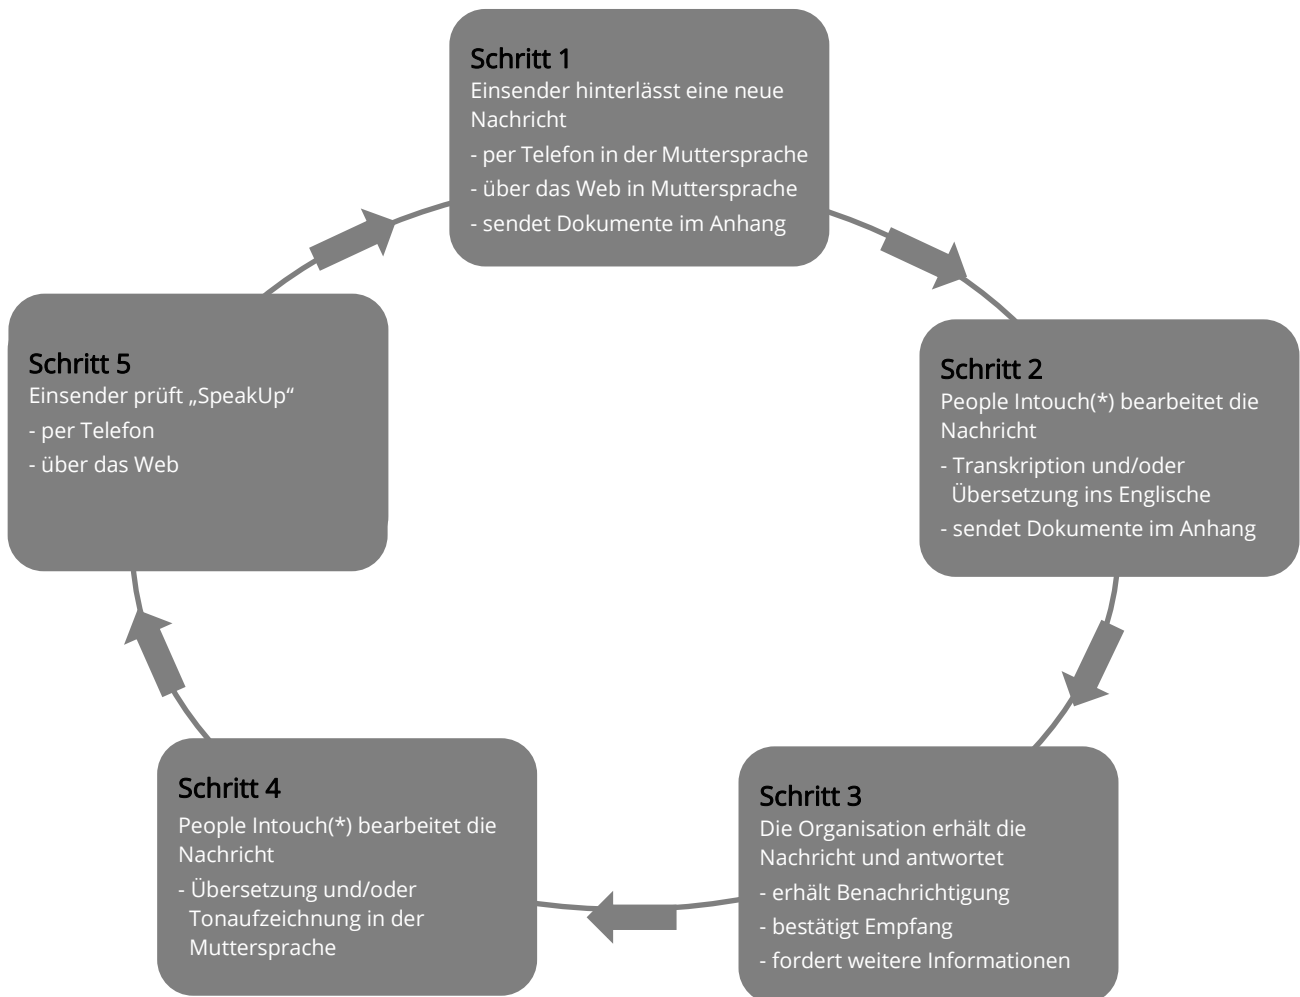 Schritt 1
Einsender hinterlässt eine neue
Nachricht
- per Telefon in der Muttersprache
- über das Web in Muttersprache
- sendet Dokumente im Anhang
Schritt 2
People Intouch(*) bearbeitet die
Nachricht
- Transkription und/oder
Übersetzung ins Englische
- sendet Dokumente im Anhang
Schritt 3
Die Organisation erhält die
Nachricht und antwortet
- erhält Benachrichtigung
- bestätigt Empfang
- fordert weitere Informationen
Schritt 4
People Intouch(*) bearbeitet die
Nachricht
- Übersetzung und/oder
Tonaufzeichnung in der
Muttersprache
Schritt 5
Einsender prüft „SpeakUp“
- per Telefon
- über das Web